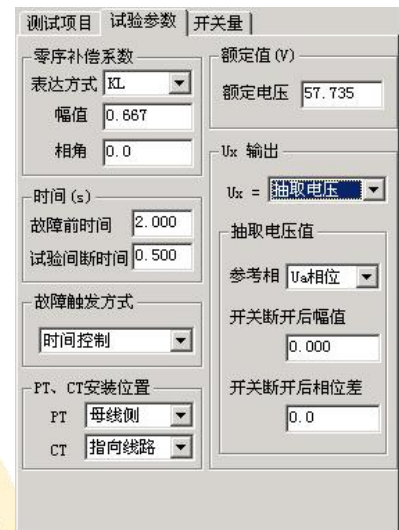 测试项目 试验参数 开关量
零序补偿系数
表达方式 KL
幅值 0.667
相角 0.0
时间(s)
故障前时间 2.000
试验间断时间 0.500
故障触发方式
时间控制
PT、CT安装位置
PT 母线侧
CT 指向线路
额定值(V)
额定电压 57.735
Ux 输出
Ux = 抽取电压
抽取电压值
参考相 Ua相位
开关断开后幅值
0.000
开关断开后相位差
0.0